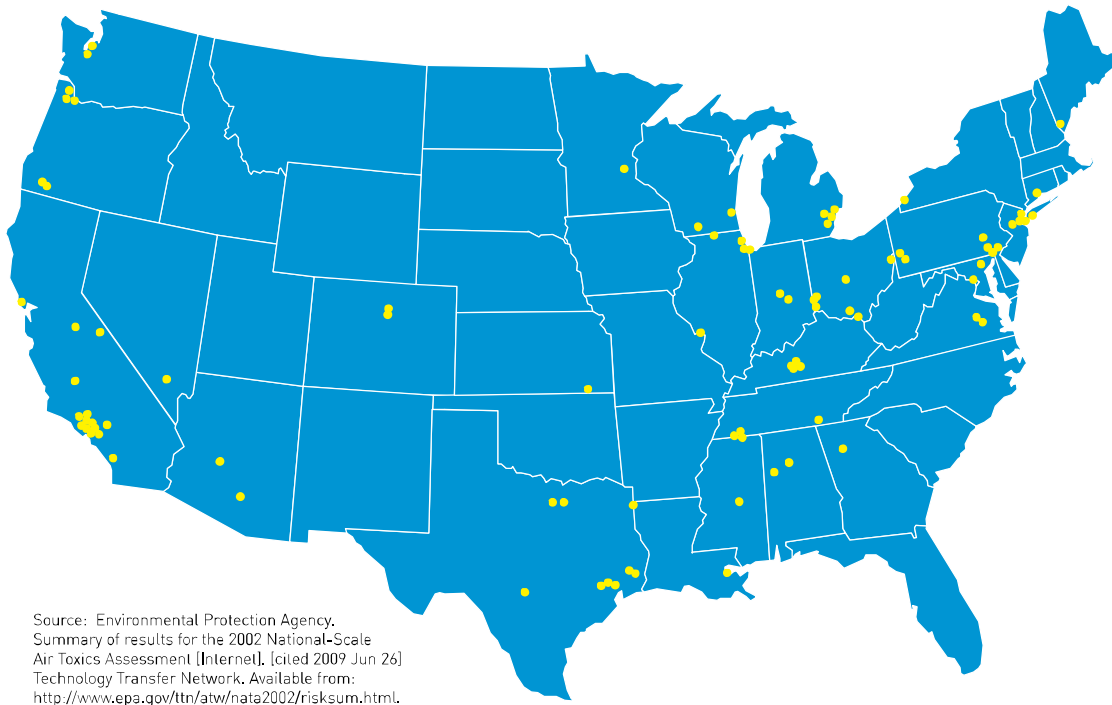 Source: Environmental Protection Agency.
Summary of results for the 2002 National-Scale
Air Toxics Assessment [Internet]. [cited 2009 Jun 26]
Technology Transfer Network. Available from:
http://www.epa.gov/ttn/atw/nata2002/risksum.html.